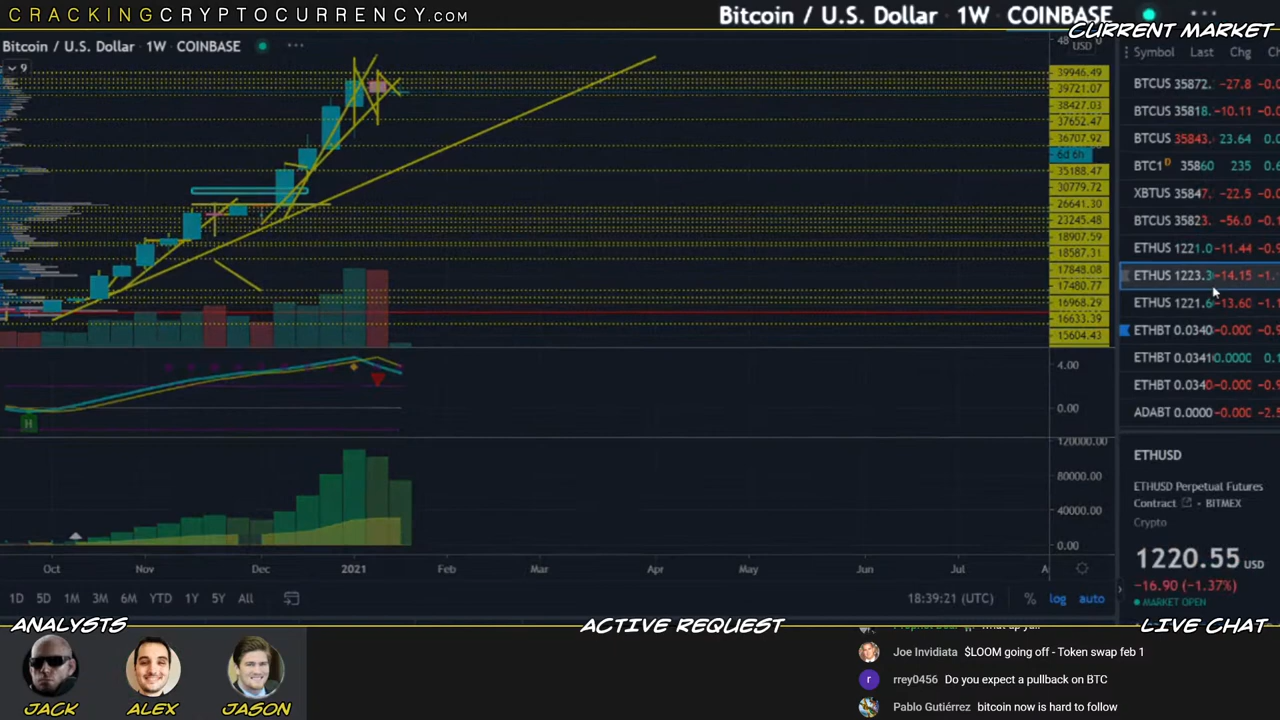 CRACKINGCRYPTOCURRENCY.com
Bitcoin / U.S. Dollar · 1W · COINBASE
CURRENT MARKET
Bitcoin / U.S. Dollar · 1W · COINBASE
9
USD
39946.49
39721.07
38427.03
37652.47
36707.92
6d 6h
35188.47
30779.72
26641.30
23245.48
18907.59
18587.31
17848.08
17480.77
16968.29
16633.39
15604.43
4.00
0.00
H
120000.00
80000.00
40000.00
0.00
Oct Nov Dec 2021 Feb Mar Apr May Jun Jul A
1D 5D 1M 3M 6M YTD 1Y 5Y All
18:39:21 (UTC) % log auto
Symbol Last Chg
BTCUS 35872. -27.8
BTCUS 35818. -10.11
BTCUS 35843. 23.64
BTC1 D 35860 235
XBTUS 35847. -22.5
BTCUS 35823. -56.0
ETHUS 1221.0 -11.44
ETHUS 1223.3 -14.15
ETHUS 1221.6 -13.60
ETHBT 0.0340 -0.000
ETHBT 0.0341 0.0000
ETHBT 0.0340 -0.000
ADABT 0.0000 -0.000
ETHUSD
ETHUSD Perpetual Futures
Contract · BITMEX
Crypto
1220.55 USD
-16.90 (-1.37%)
MARKET OPEN
ANALYSTS
ACTIVE REQUEST
LIVE CHAT
JACK
ALEX
JASON
Joe Invidiata $LOOM going off - Token swap feb 1
r rrey0456 Do you expect a pullback on BTC
Pablo Gutiérrez bitcoin now is hard to follow